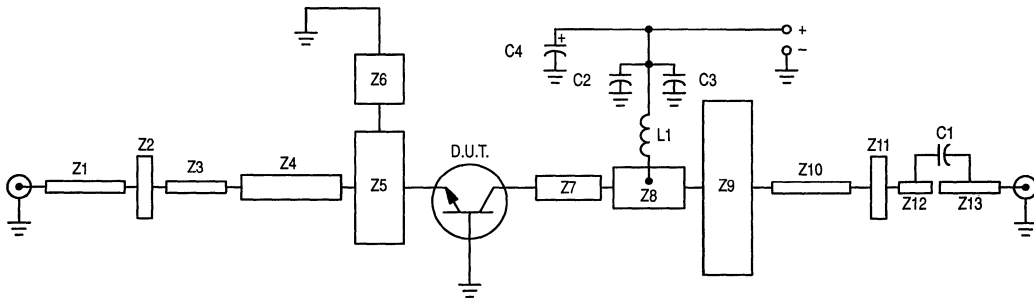 C4
+
+
–
C2
C3
Z6
L1
Z1
Z2
Z3
Z4
Z5
D.U.T.
Z7
Z8
Z9
Z10
Z11
C1
Z12
Z13